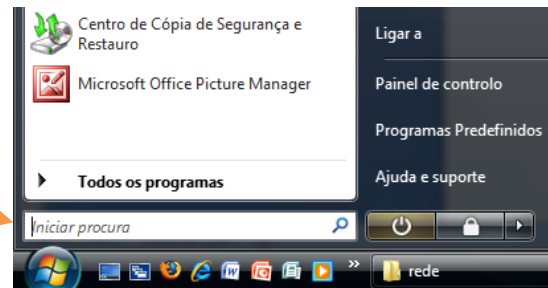 Centro de Cópia de Segurança e
Restauro
Microsoft Office Picture Manager
Todos os programas
Iniciar procura
Ligar a
Painel de controlo
Programas Predefinidos
Ajuda e suporte
rede